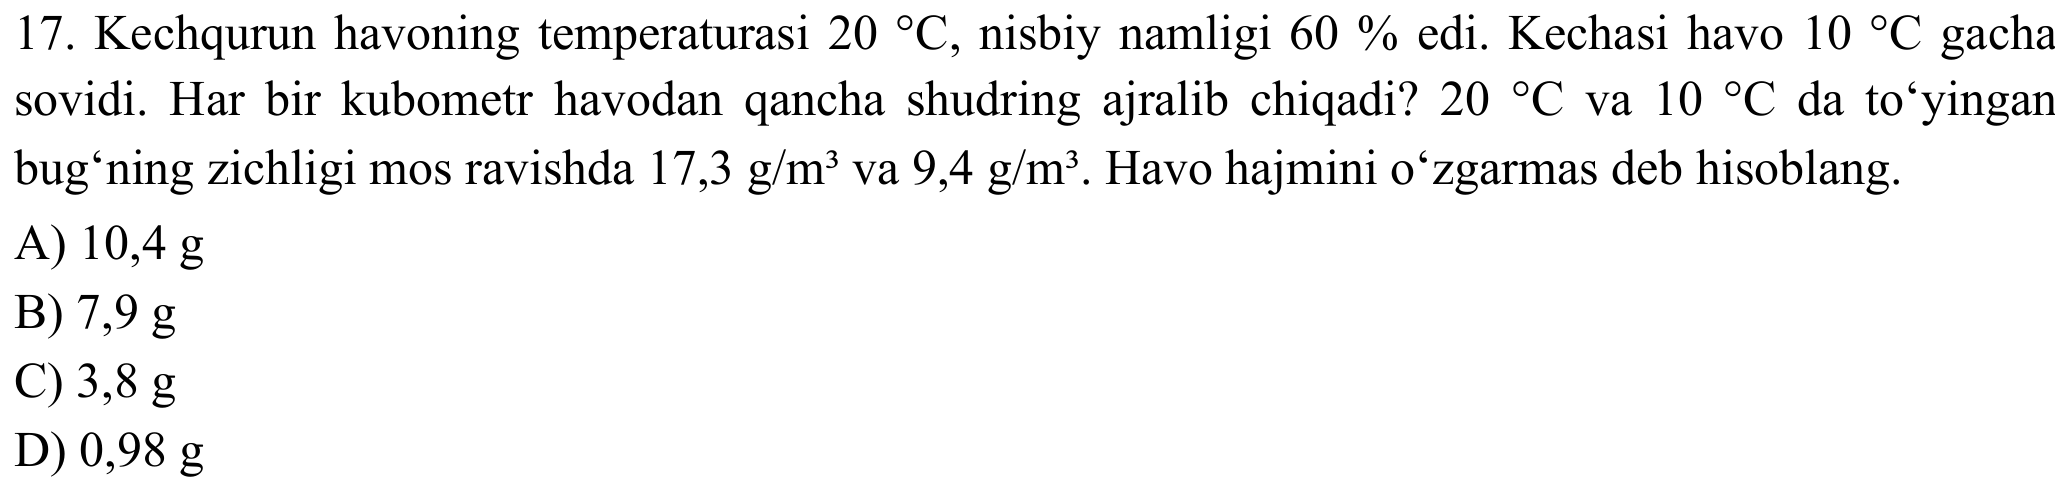 17. Kechqurun havoning temperaturasi 20 °C, nisbiy namligi 60 % edi. Kechasi havo 10 °C gacha
sovidi. Har bir kubometr havodan qancha shudring ajralib chiqadi? 20 °C va 10 °C da to‘yingan
bug‘ning zichligi mos ravishda 17,3 g/m³ va 9,4 g/m³. Havo hajmini o‘zgarmas deb hisoblang.
A) 10,4 g
B) 7,9 g
C) 3,8 g
D) 0,98 g